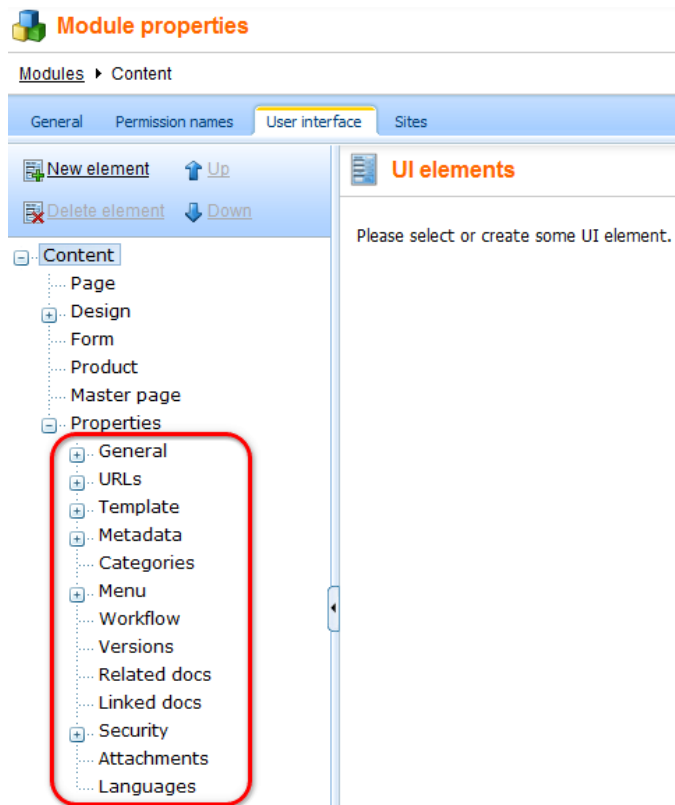 Module properties
Modules Content
General Permission names User interface Sites
New element Up
Delete element Down
UI elements
Please select or create some UI element.
Content
Page
Design
Form
Product
Master page
Properties
General
URLs
Template
Metadata
Categories
Menu
Workflow
Versions
Related docs
Linked docs
Security
Attachments
Languages